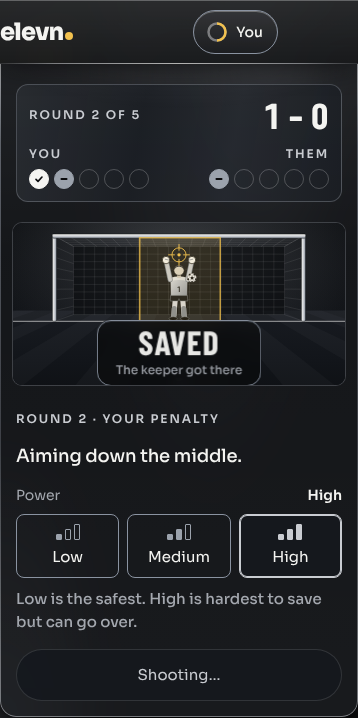 elevn.
You
ROUND 2 OF 5
1 - 0
YOU
THEM
1
SAVED
The keeper got there
ROUND 2 · YOUR PENALTY
Aiming down the middle.
Power
High
Low
Medium
High
Low is the safest. High is hardest to save
but can go over.
Shooting...